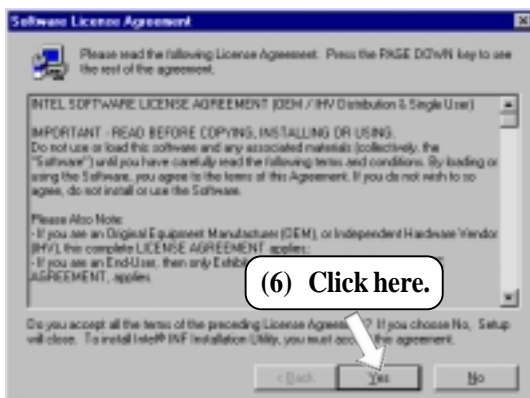 Software License Agreement
Please read the following License Agreement. Press the PAGE DOWN key to see
the rest of the agreement.
INTEL SOFTWARE LICENSE AGREEMENT (OEM / IHV Distribution & Single User)
IMPORTANT - READ BEFORE COPYING, INSTALLING OR USING.
Do not use or load this software and any associated materials (collectively, the
"Software") until you have carefully read the following terms and conditions. By loading or
using the Software, you agree to the terms of this Agreement. If you do not wish to so
agree, do not install or use the Software.
Please Also Note:
- If you are an Original Equipment Manufacturer (OEM), or Independent Hardware Vendor
(IHV), this complete LICENSE AGREEMENT applies;
- If you are an End-User, then only
AGREEMENT, applies.
(6) Click here.
Do you accept all the terms of the preceding License If you choose No, Setup
will close. To install Intel® INF Installation Utility, you must this agreement.
< Back
Yes
No